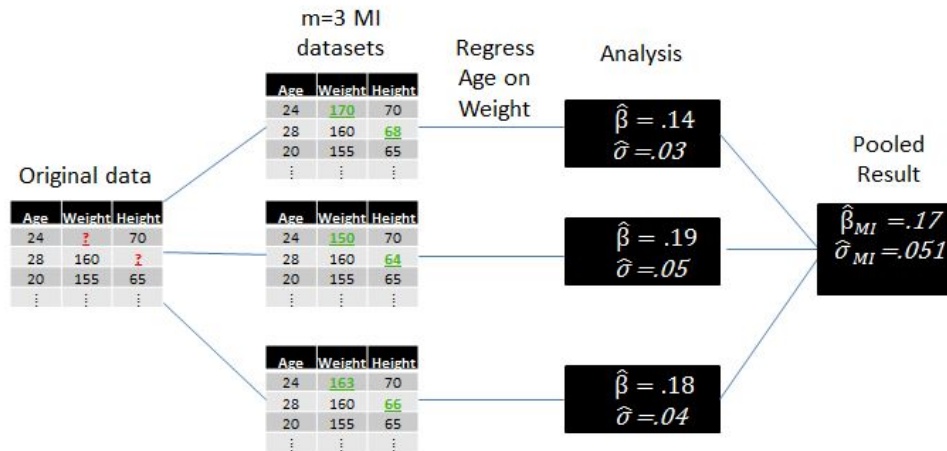 m=3 MI
datasets
Regress
Age on
Weight
Analysis
Pooled
Result
Original data
Age Weight Height
24 ? 70
28 160 ?
20 155 65
⋮ ⋮ ⋮
Age Weight Height
24 170 70
28 160 68
20 155 65
⋮ ⋮ ⋮
Age Weight Height
24 150 70
28 160 64
20 155 65
⋮ ⋮ ⋮
Age Weight Height
24 163 70
28 160 66
20 155 65
⋮ ⋮ ⋮
β̂ = .14
σ̂ =.03
β̂ = .19
σ̂ =.05
β̂ = .18
σ̂ =.04
β̂MI =.17
σ̂MI =.051